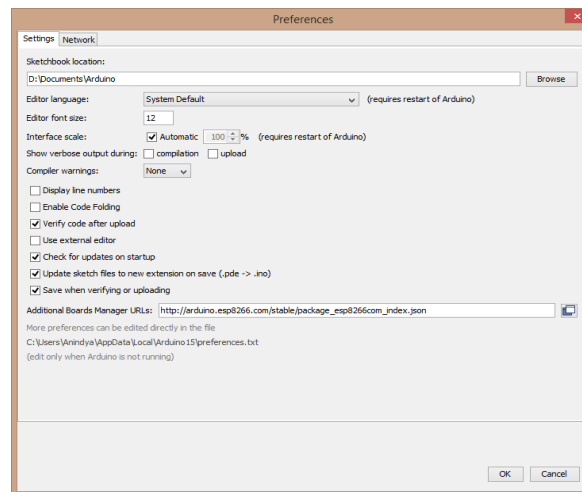 Preferences
Settings Network
Sketchbook location:
D:\Documents\Arduino Browse
Editor language: System Default (requires restart of Arduino)
Editor font size: 12
Interface scale: Automatic 100 % (requires restart of Arduino)
Show verbose output during: compilation upload
Compiler warnings: None
Display line numbers
Enable Code Folding
Verify code after upload
Use external editor
Check for updates on startup
Update sketch files to new extension on save (.pde -> .ino)
Save when verifying or uploading
Additional Boards Manager URLs: http://arduino.esp8266.com/stable/package_esp8266com_index.json
More preferences can be edited directly in the file
C:\Users\Anindya\AppData\Local\Arduino15\preferences.txt
(edit only when Arduino is not running)
OK Cancel